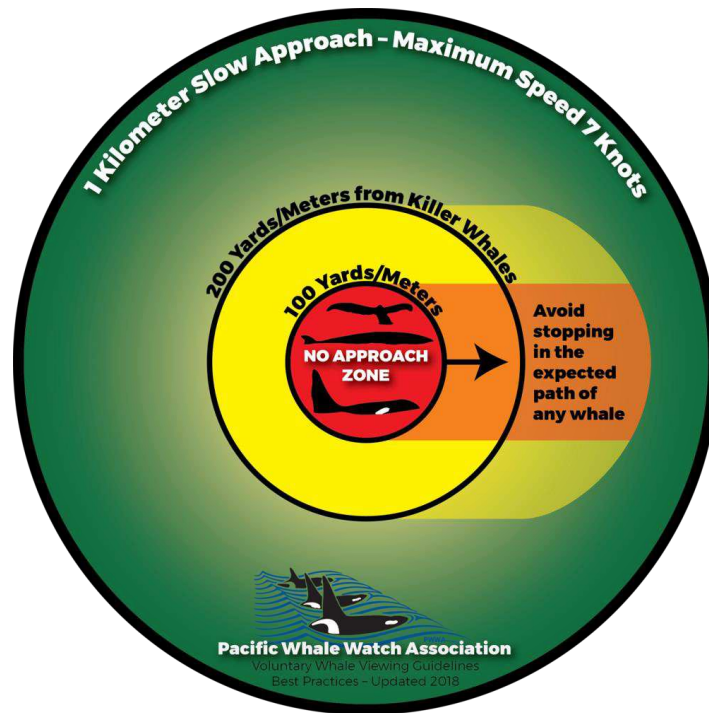 1 Kilometer Slow Approach – Maximum Speed 7 Knots
200 Yards/Meters from Killer Whales
100 Yards/Meters
NO APPROACH
ZONE
Avoid
stopping
in the
expected
path of
any whale
PWWA
Pacific Whale Watch Association
Voluntary Whale Viewing Guidelines
Best Practices – Updated 2018